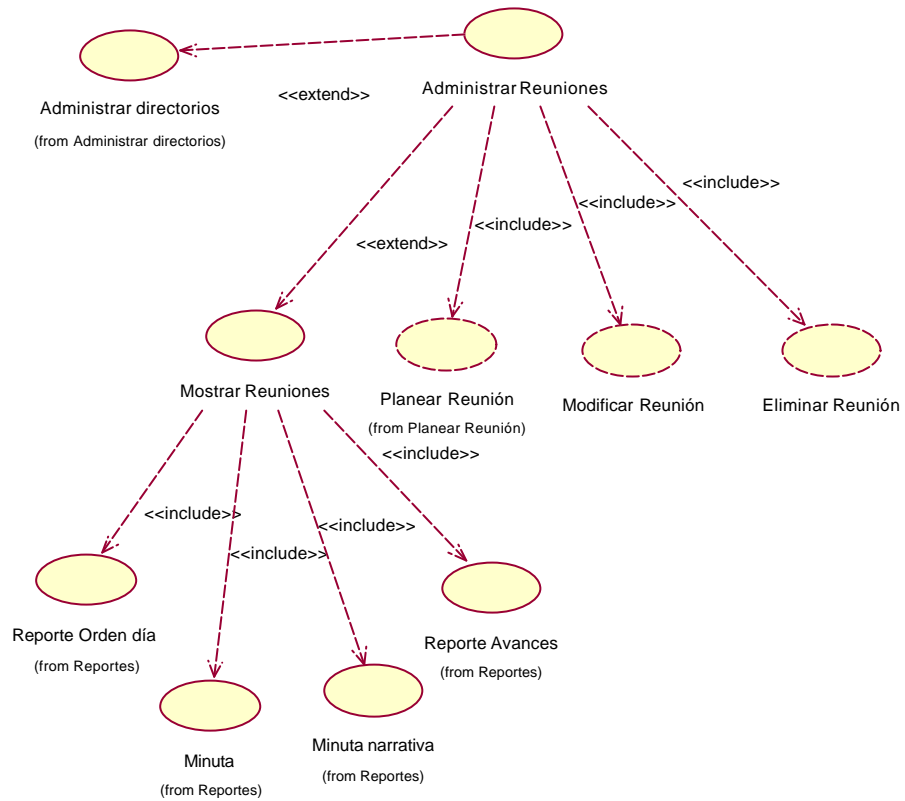 Administrar directorios
(from Administrar directorios)
<<extend>>
Administrar Reuniones
<<include>>
<<include>>
<<include>>
<<extend>>
Mostrar Reuniones
Planear Reunión
(from Planear Reunión)
Modificar Reunión
Eliminar Reunión
<<include>>
<<include>>
<<include>>
<<include>>
Reporte Orden día
(from Reportes)
Reporte Avances
(from Reportes)
Minuta
(from Reportes)
Minuta narrativa
(from Reportes)